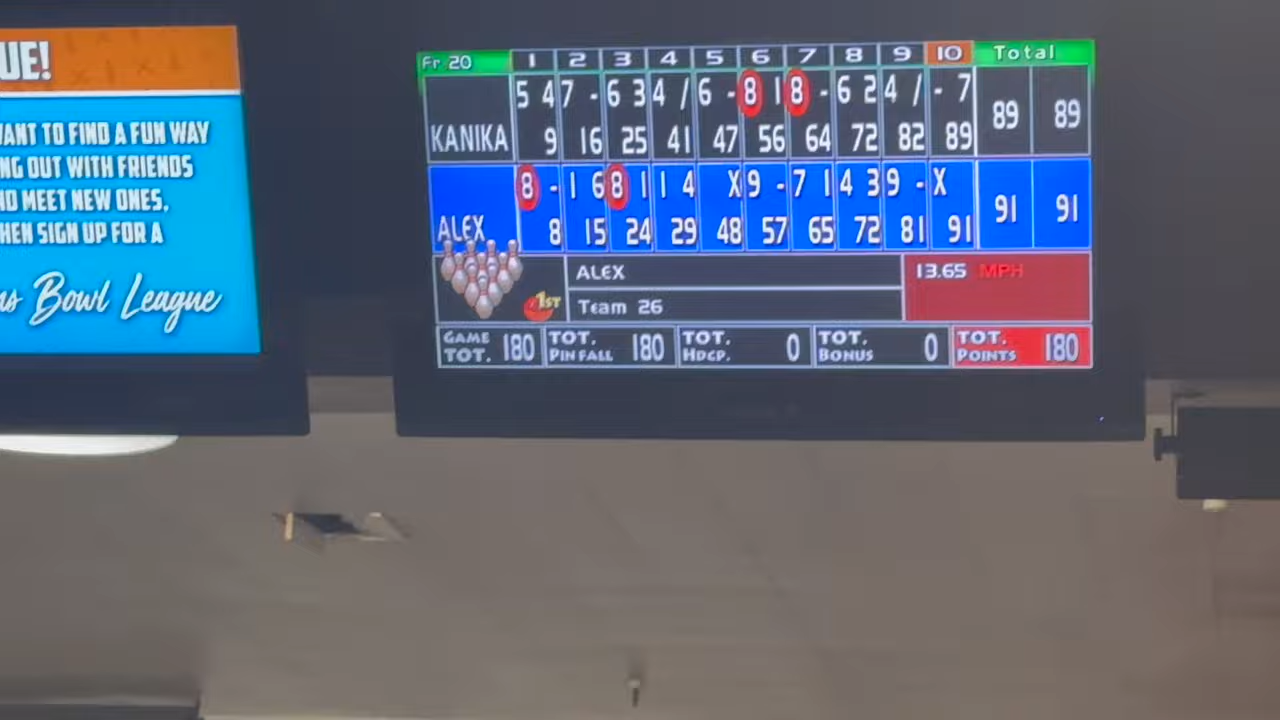 UE!
ANT TO FIND A FUN WAY
NG OUT WITH FRIENDS
ND MEET NEW ONES,
HEN SIGN UP FOR A
as Bowl League
Fr 20 1 2 3 4 5 6 7 8 9 10 Total
5 4 7 - 6 3 4 / 6 - 8 1 8 - 6 2 4 / - 7
KANIKA 9 16 25 41 47 56 64 72 82 89 89 89
8 - 1 6 8 1 1 4 X 9 - 7 1 4 3 9 - X
ALEX 8 15 24 29 48 57 65 72 81 91 91 91
ALEX 13.65 MPH
1ST Team 26
GAME TOT. 180 TOT. PINFALL 180 TOT. HDCP. 0 TOT. BONUS 0 TOT. POINTS 180